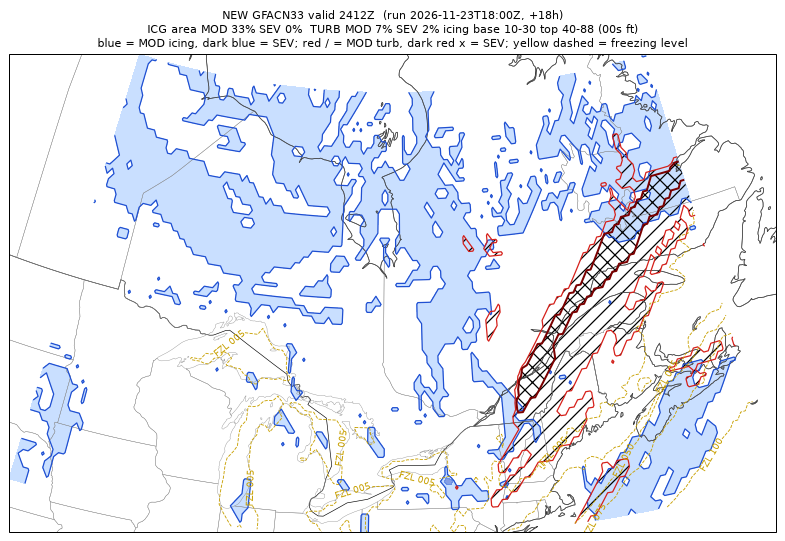 NEW GFACN33 valid 2412Z (run 2026-11-23T18:00Z, +18h)
ICG area MOD 33% SEV 0% TURB MOD 7% SEV 2% icing base 10-30 top 40-88 (00s ft)
blue = MOD icing, dark blue = SEV; red / = MOD turb, dark red x = SEV; yellow dashed = freezing level
FZL 005
FZL 005
FZL 005
FZL 005
FZL 100